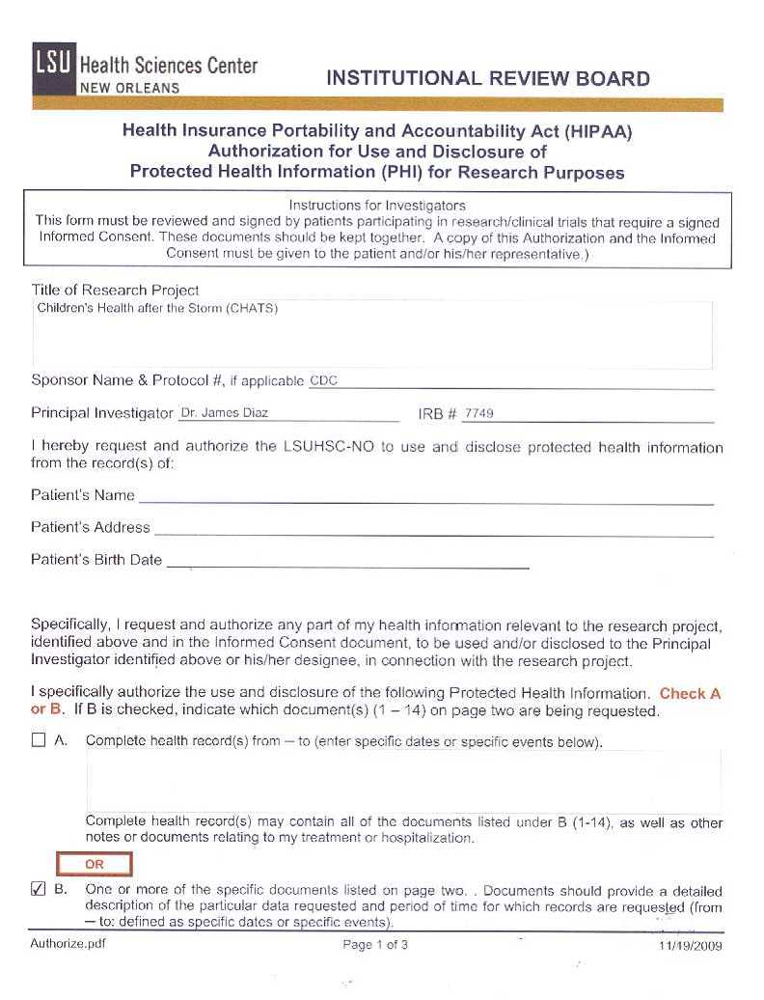 LSU Health Sciences Center
NEW ORLEANS
INSTITUTIONAL REVIEW BOARD
Health Insurance Portability and Accountability Act (HIPAA)
Authorization for Use and Disclosure of
Protected Health Information (PHI) for Research Purposes
Instructions for Investigators
This form must be reviewed and signed by patients participating in research/clinical trials that require a signed
Informed Consent. These documents should be kept together. A copy of this Authorization and the Informed
Consent must be given to the patient and/or his/her representative.)
Title of Research Project
Children's Health after the Storm (CHATS)
Sponsor Name & Protocol #, if applicable CDC
Principal Investigator Dr. James Diaz IRB # 7749
I hereby request and authorize the LSUHSC-NO to use and disclose protected health information
from the record(s) of:
Patient's Name
Patient's Address
Patient's Birth Date
Specifically, I request and authorize any part of my health information relevant to the research project,
identified above and in the Informed Consent document, to be used and/or disclosed to the Principal
Investigator identified above or his/her designee, in connection with the research project.
I specifically authorize the use and disclosure of the following Protected Health Information. Check A
or B. If B is checked, indicate which document(s) (1 – 14) on page two are being requested.
☐ A. Complete health record(s) from – to (enter specific dates or specific events below).
Complete health record(s) may contain all of the documents listed under B (1-14), as well as other
notes or documents relating to my treatment or hospitalization.
OR
☑ B. One or more of the specific documents listed on page two. . Documents should provide a detailed
description of the particular data requested and period of time for which records are requested (from
– to: defined as specific dates or specific events).
Authorize.pdf Page 1 of 3 11/19/2009